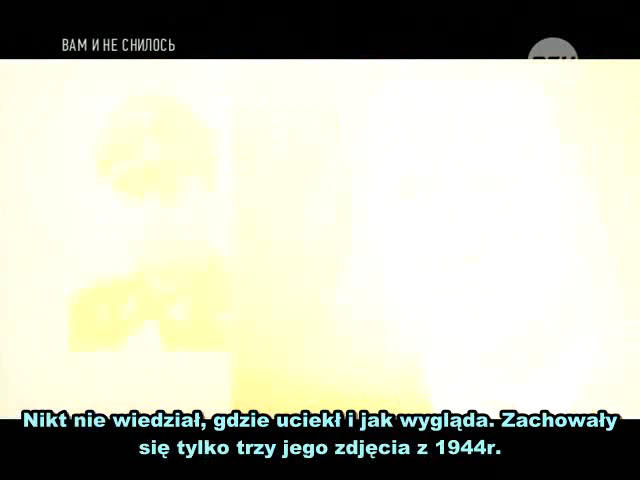 ВАМ И НЕ СНИЛОСЬ
Nikt nie wiedział, gdzie uciekł i jak wygląda. Zachowały
się tylko trzy jego zdjęcia z 1944r.